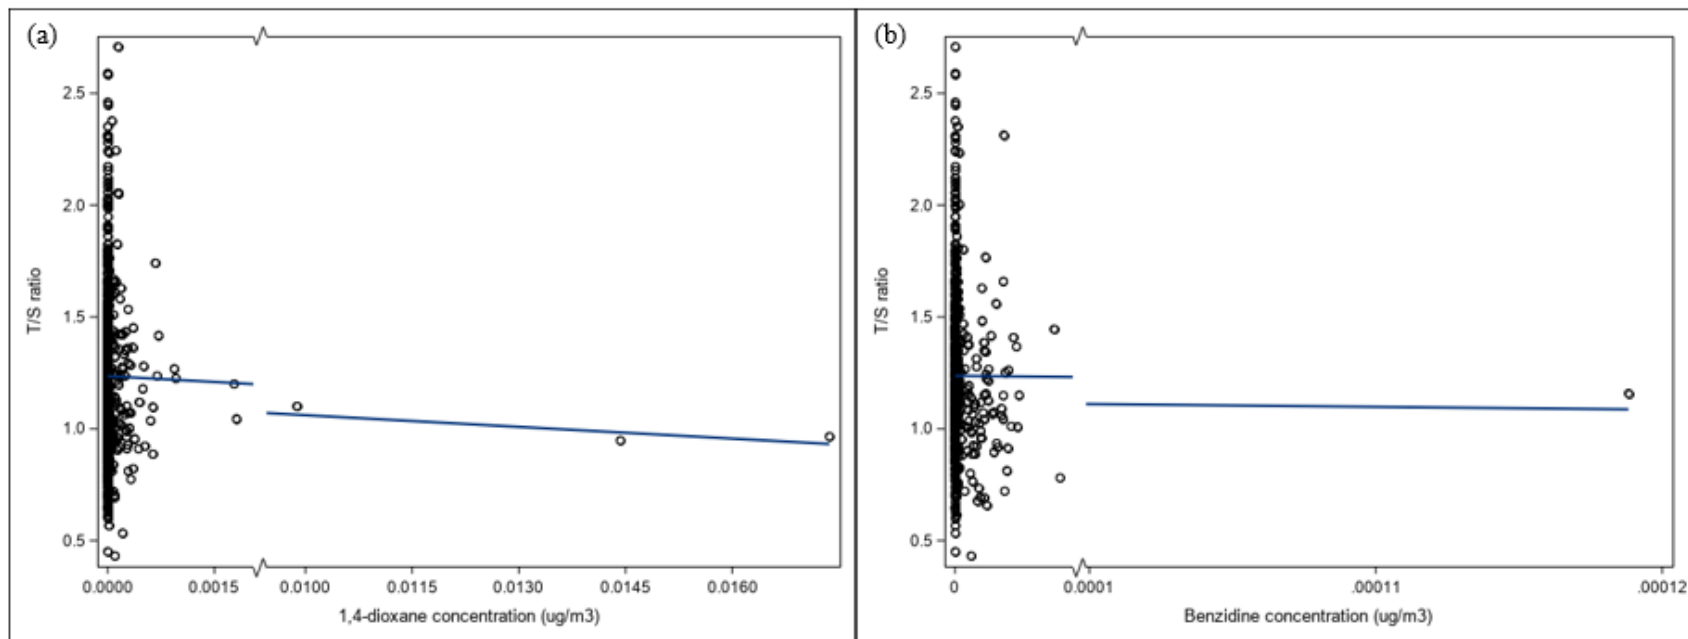 (a)
T/S ratio
2.5
2.0
1.5
1.0
0.5
0.0000 0.0015 0.0100 0.0115 0.0130 0.0145 0.0160
1,4-dioxane concentration (ug/m3)
(b)
T/S ratio
2.5
2.0
1.5
1.0
0.5
0 .0001 .00011 .00012
Benzidine concentration (ug/m3)